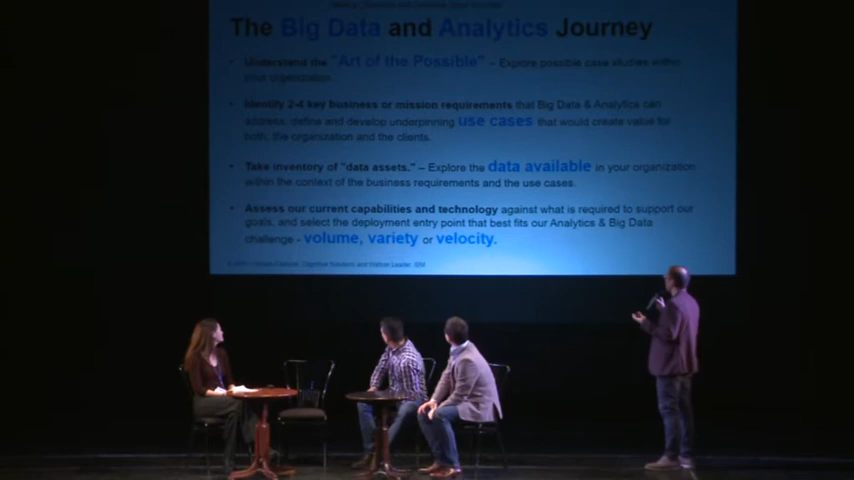 The Big Data and Analytics Journey
• Understand the "Art of the Possible" – Explore possible case studies within
your organization.
• Identify 2-4 key business or mission requirements that Big Data & Analytics can
address, define and develop underpinning use cases that would create value for
both, the organization and the clients.
• Take inventory of "data assets." – Explore the data available in your organization
within the context of the business requirements and the use cases.
• Assess our current capabilities and technology against what is required to support our
goals, and select the deployment entry point that best fits our Analytics & Big Data
challenge - volume, variety or velocity.
Leader, IBM